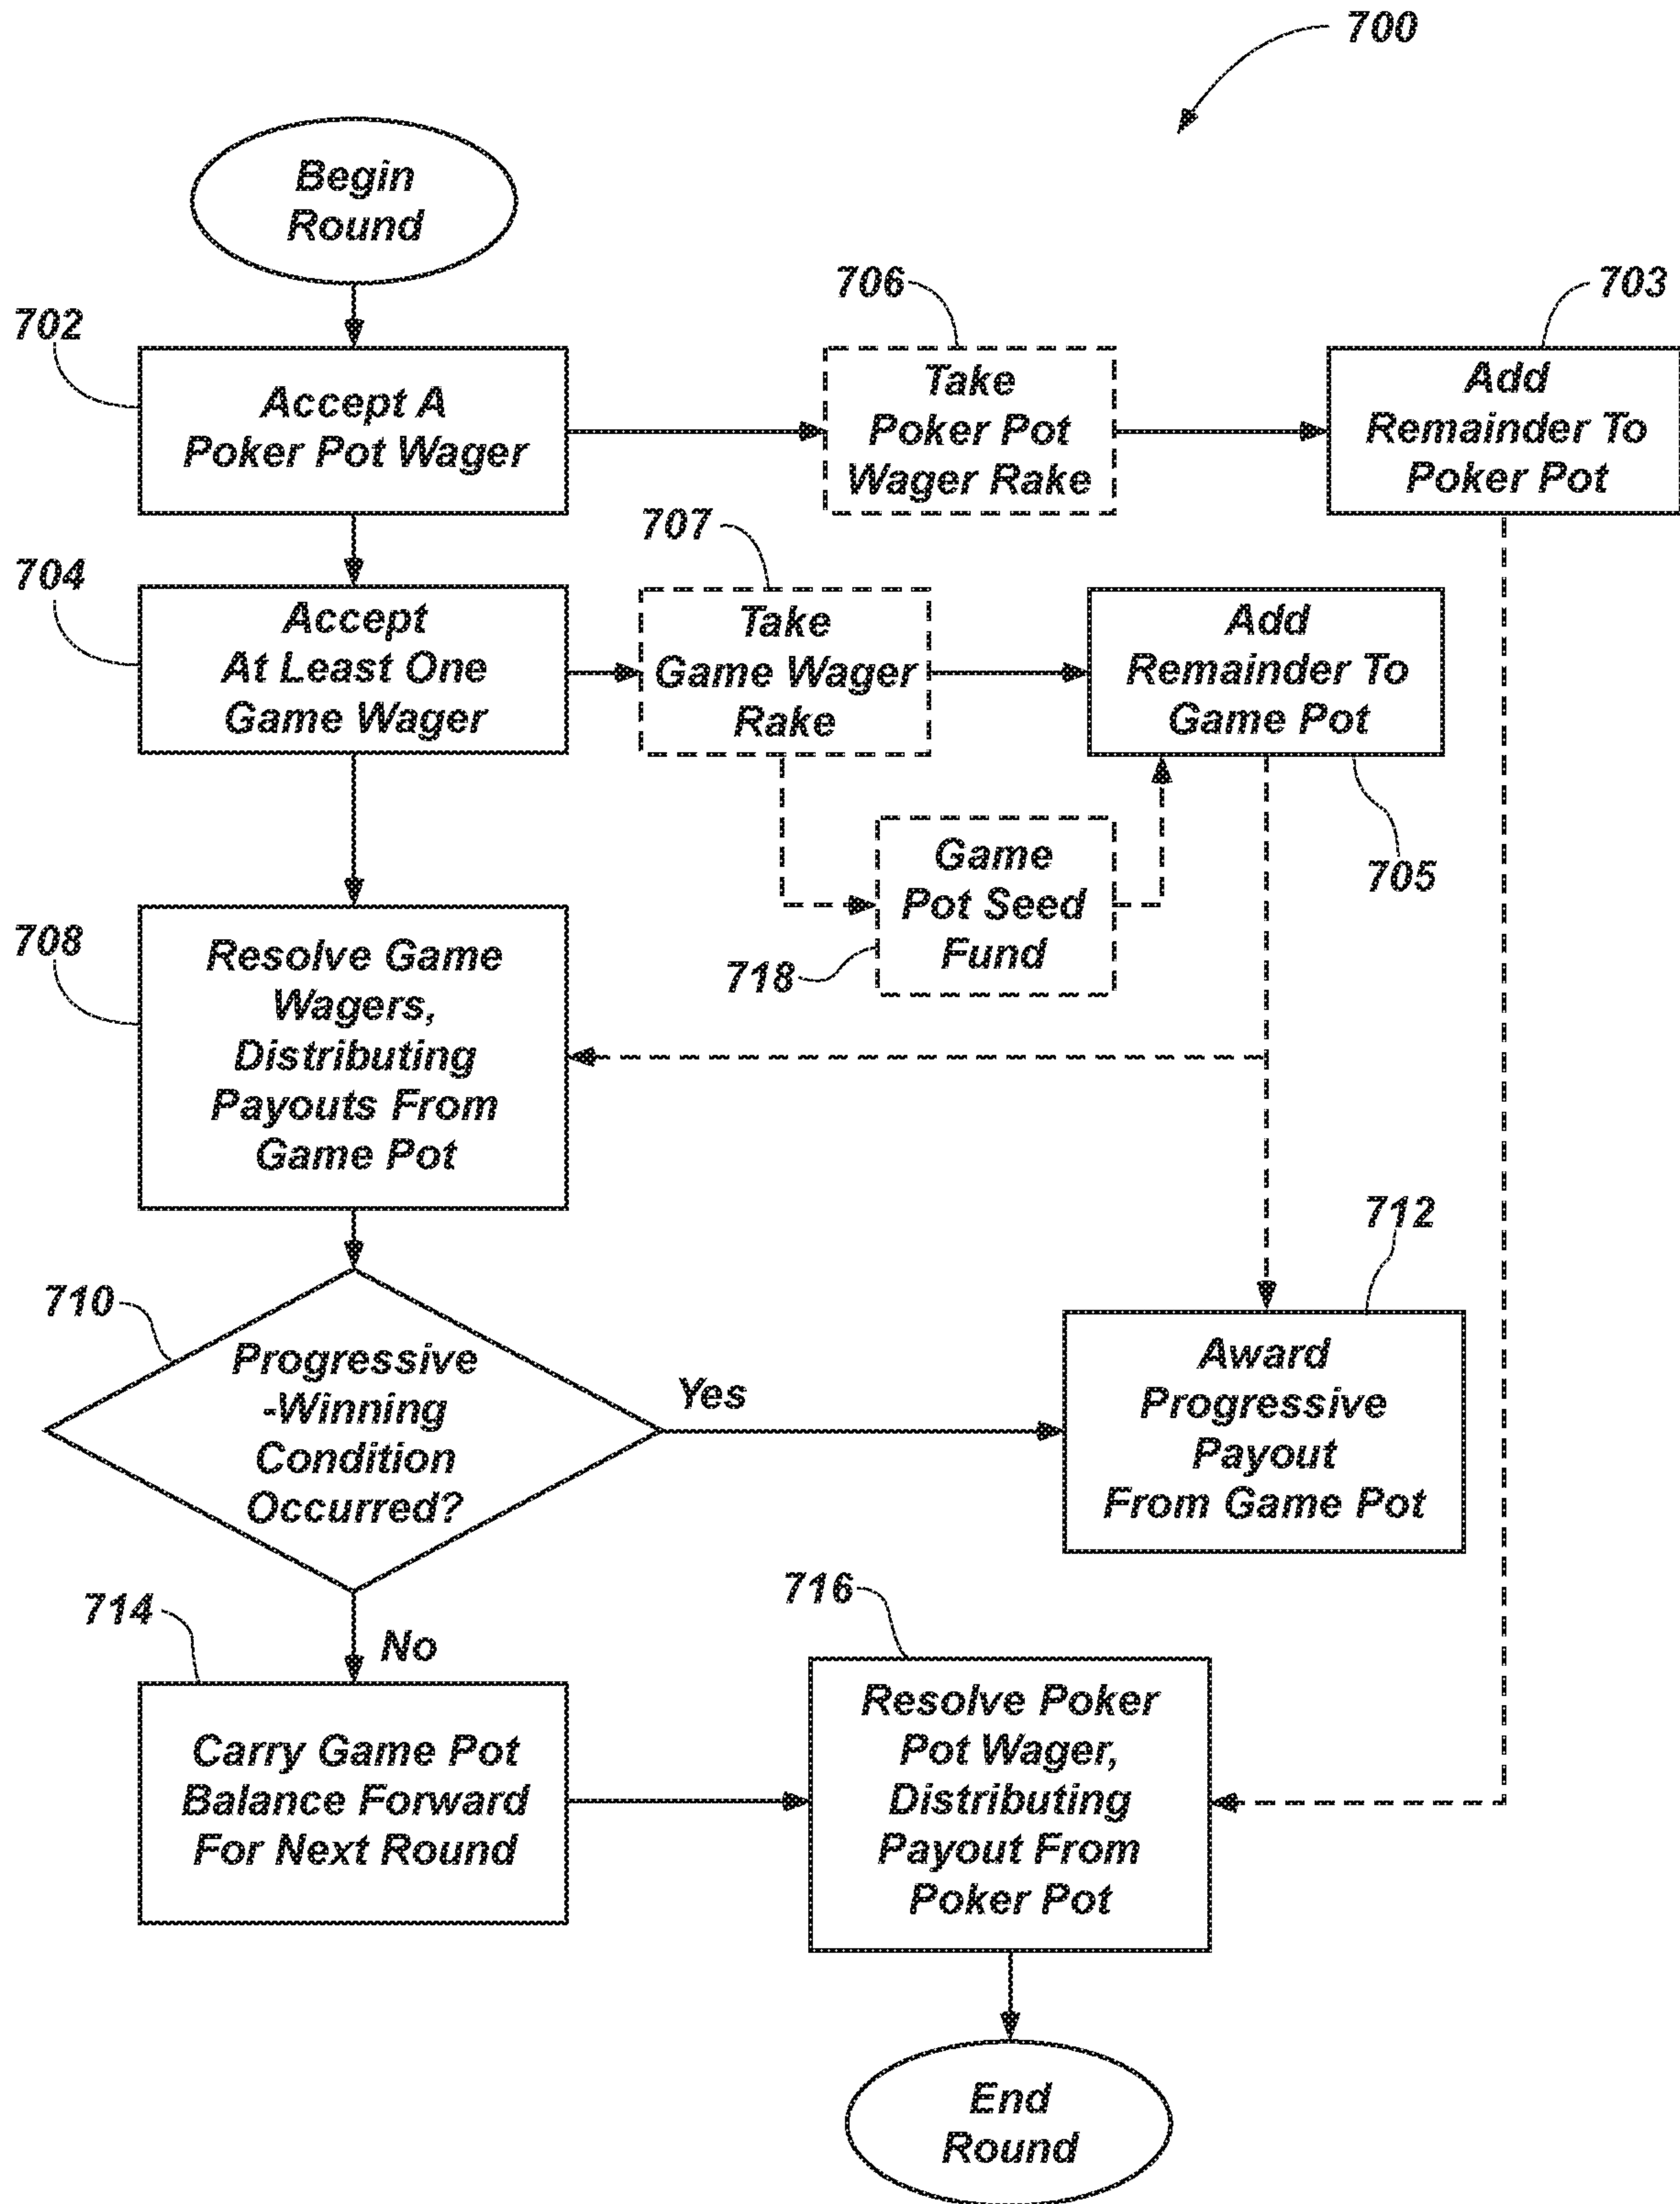 700
Begin
Round
702
Accept A
Poker Pot Wager
706
Take
Poker Pot
Wager Rake
703
Add
Remainder To
Poker Pot
704
Accept
At Least One
Game Wager
707
Take
Game Wager
Rake
Add
Remainder To
Game Pot
705
Game
Pot Seed
Fund
718
708
Resolve Game
Wagers,
Distributing
Payouts From
Game Pot
710
Progressive
-Winning
Condition
Occurred?
Yes
712
Award
Progressive
Payout
From Game Pot
No
714
Carry Game Pot
Balance Forward
For Next Round
716
Resolve Poker
Pot Wager,
Distributing
Payout From
Poker Pot
End
Round